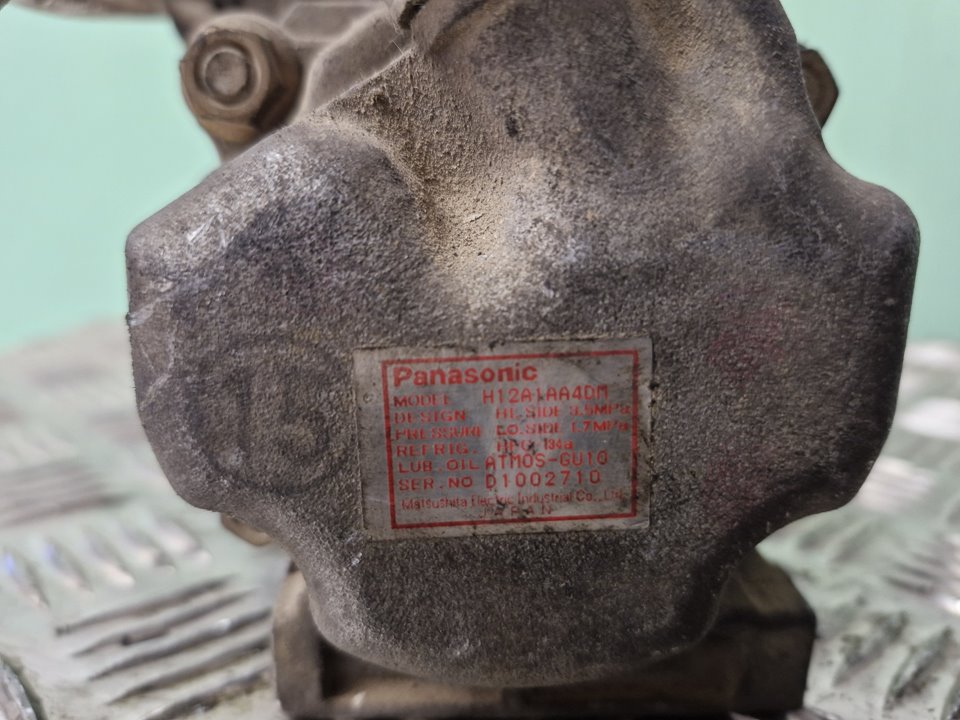 Panasonic
MODEL H12A1AA4DM
DESIGN HI.SIDE 3.5MPa
PRESSURE LO.SIDE 1.7MPa
REFRIG. HFC 134a
LUB.OIL ATMOS-GU10
SER.NO D1002710
Matsushita Electric Industrial Co.,Ltd.
JAPAN